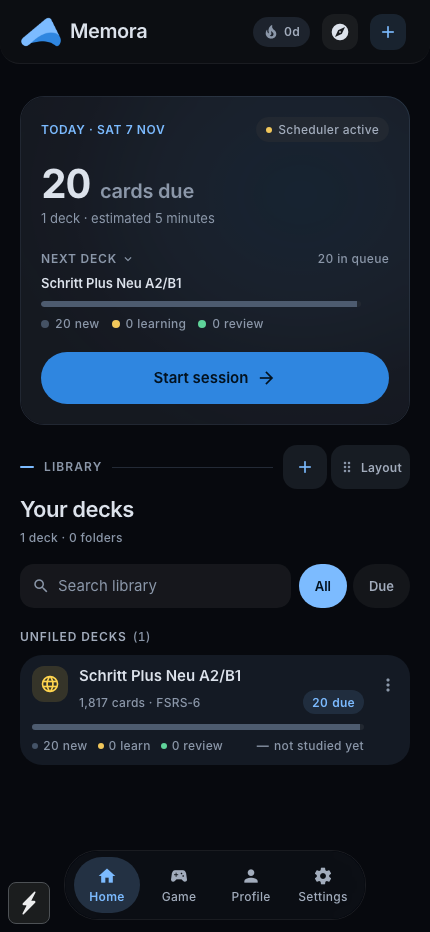 Memora
0d
TODAY · SAT 7 NOV
Scheduler active
20 cards due
1 deck · estimated 5 minutes
NEXT DECK
20 in queue
Schritt Plus Neu A2/B1
20 new
0 learning
0 review
Start session
LIBRARY
Layout
Your decks
1 deck · 0 folders
Search library
All
Due
UNFILED DECKS (1)
Schritt Plus Neu A2/B1
1,817 cards · FSRS-6
20 due
20 new
0 learn
0 review
— not studied yet
Home
Game
Profile
Settings